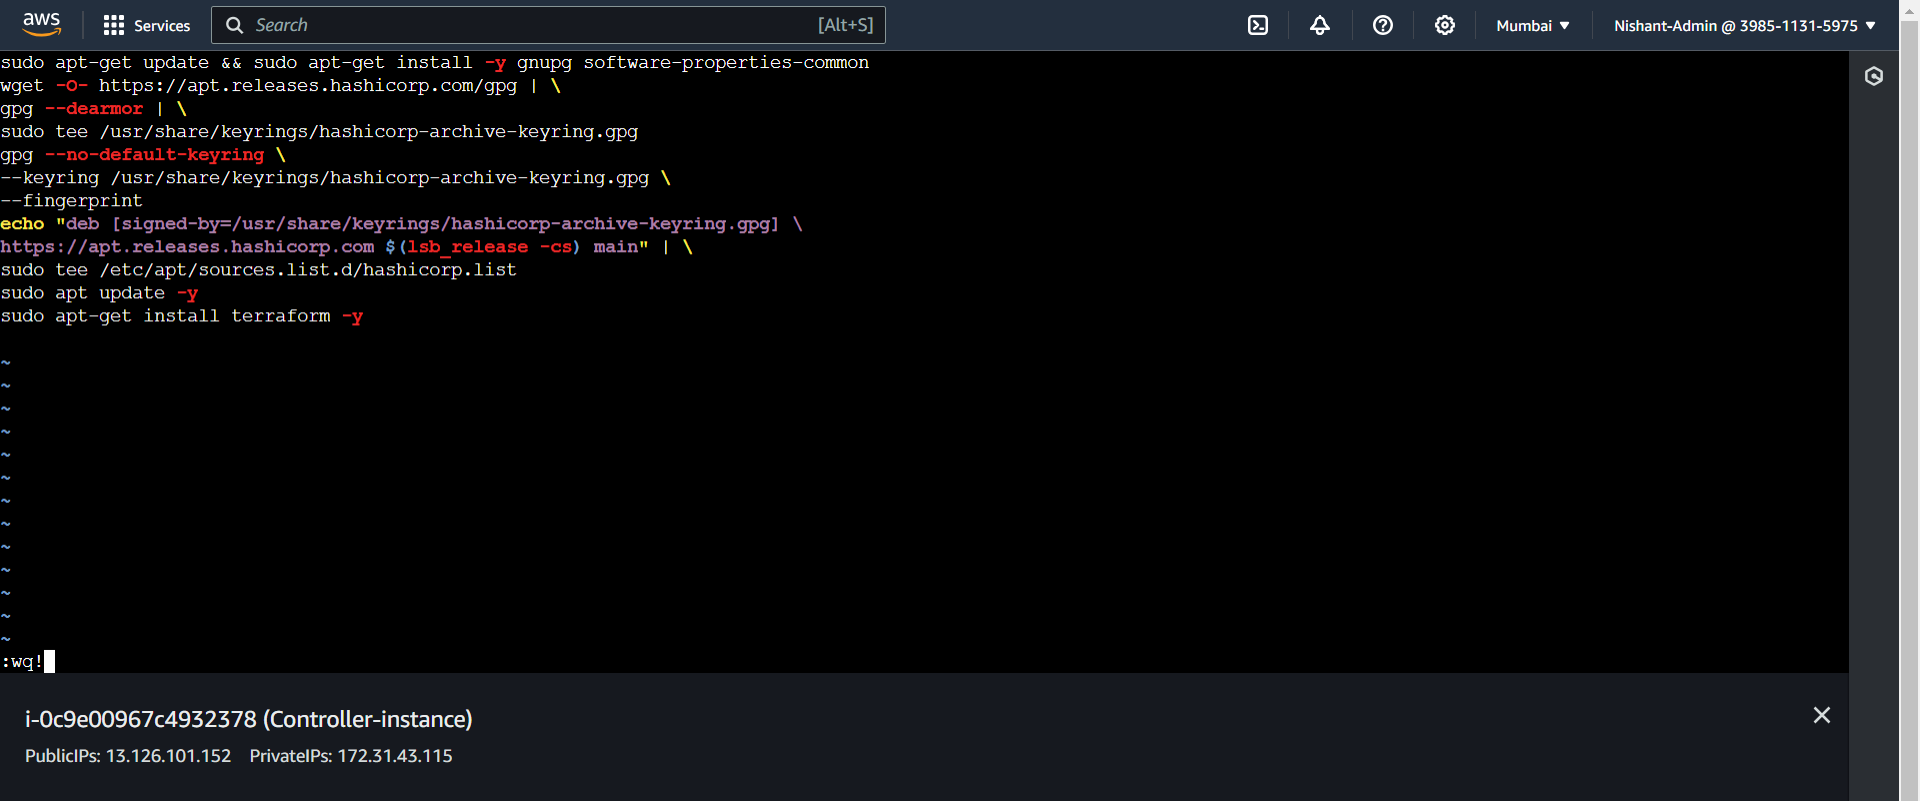 aws
Services
Search
[Alt+S]
Mumbai
Nishant-Admin @ 3985-1131-5975
sudo apt-get update && sudo apt-get install -y gnupg software-properties-common
wget -O- https://apt.releases.hashicorp.com/gpg | \
gpg --dearmor | \
sudo tee /usr/share/keyrings/hashicorp-archive-keyring.gpg
gpg --no-default-keyring \
--keyring /usr/share/keyrings/hashicorp-archive-keyring.gpg \
--fingerprint
echo "deb [signed-by=/usr/share/keyrings/hashicorp-archive-keyring.gpg] \
https://apt.releases.hashicorp.com $(lsb_release -cs) main" | \
sudo tee /etc/apt/sources.list.d/hashicorp.list
sudo apt update -y
sudo apt-get install terraform -y
~
~
~
~
~
~
~
~
~
~
~
~
~
:wq!
i-0c9e00967c4932378 (Controller-instance)
PublicIPs: 13.126.101.152 PrivateIPs: 172.31.43.115